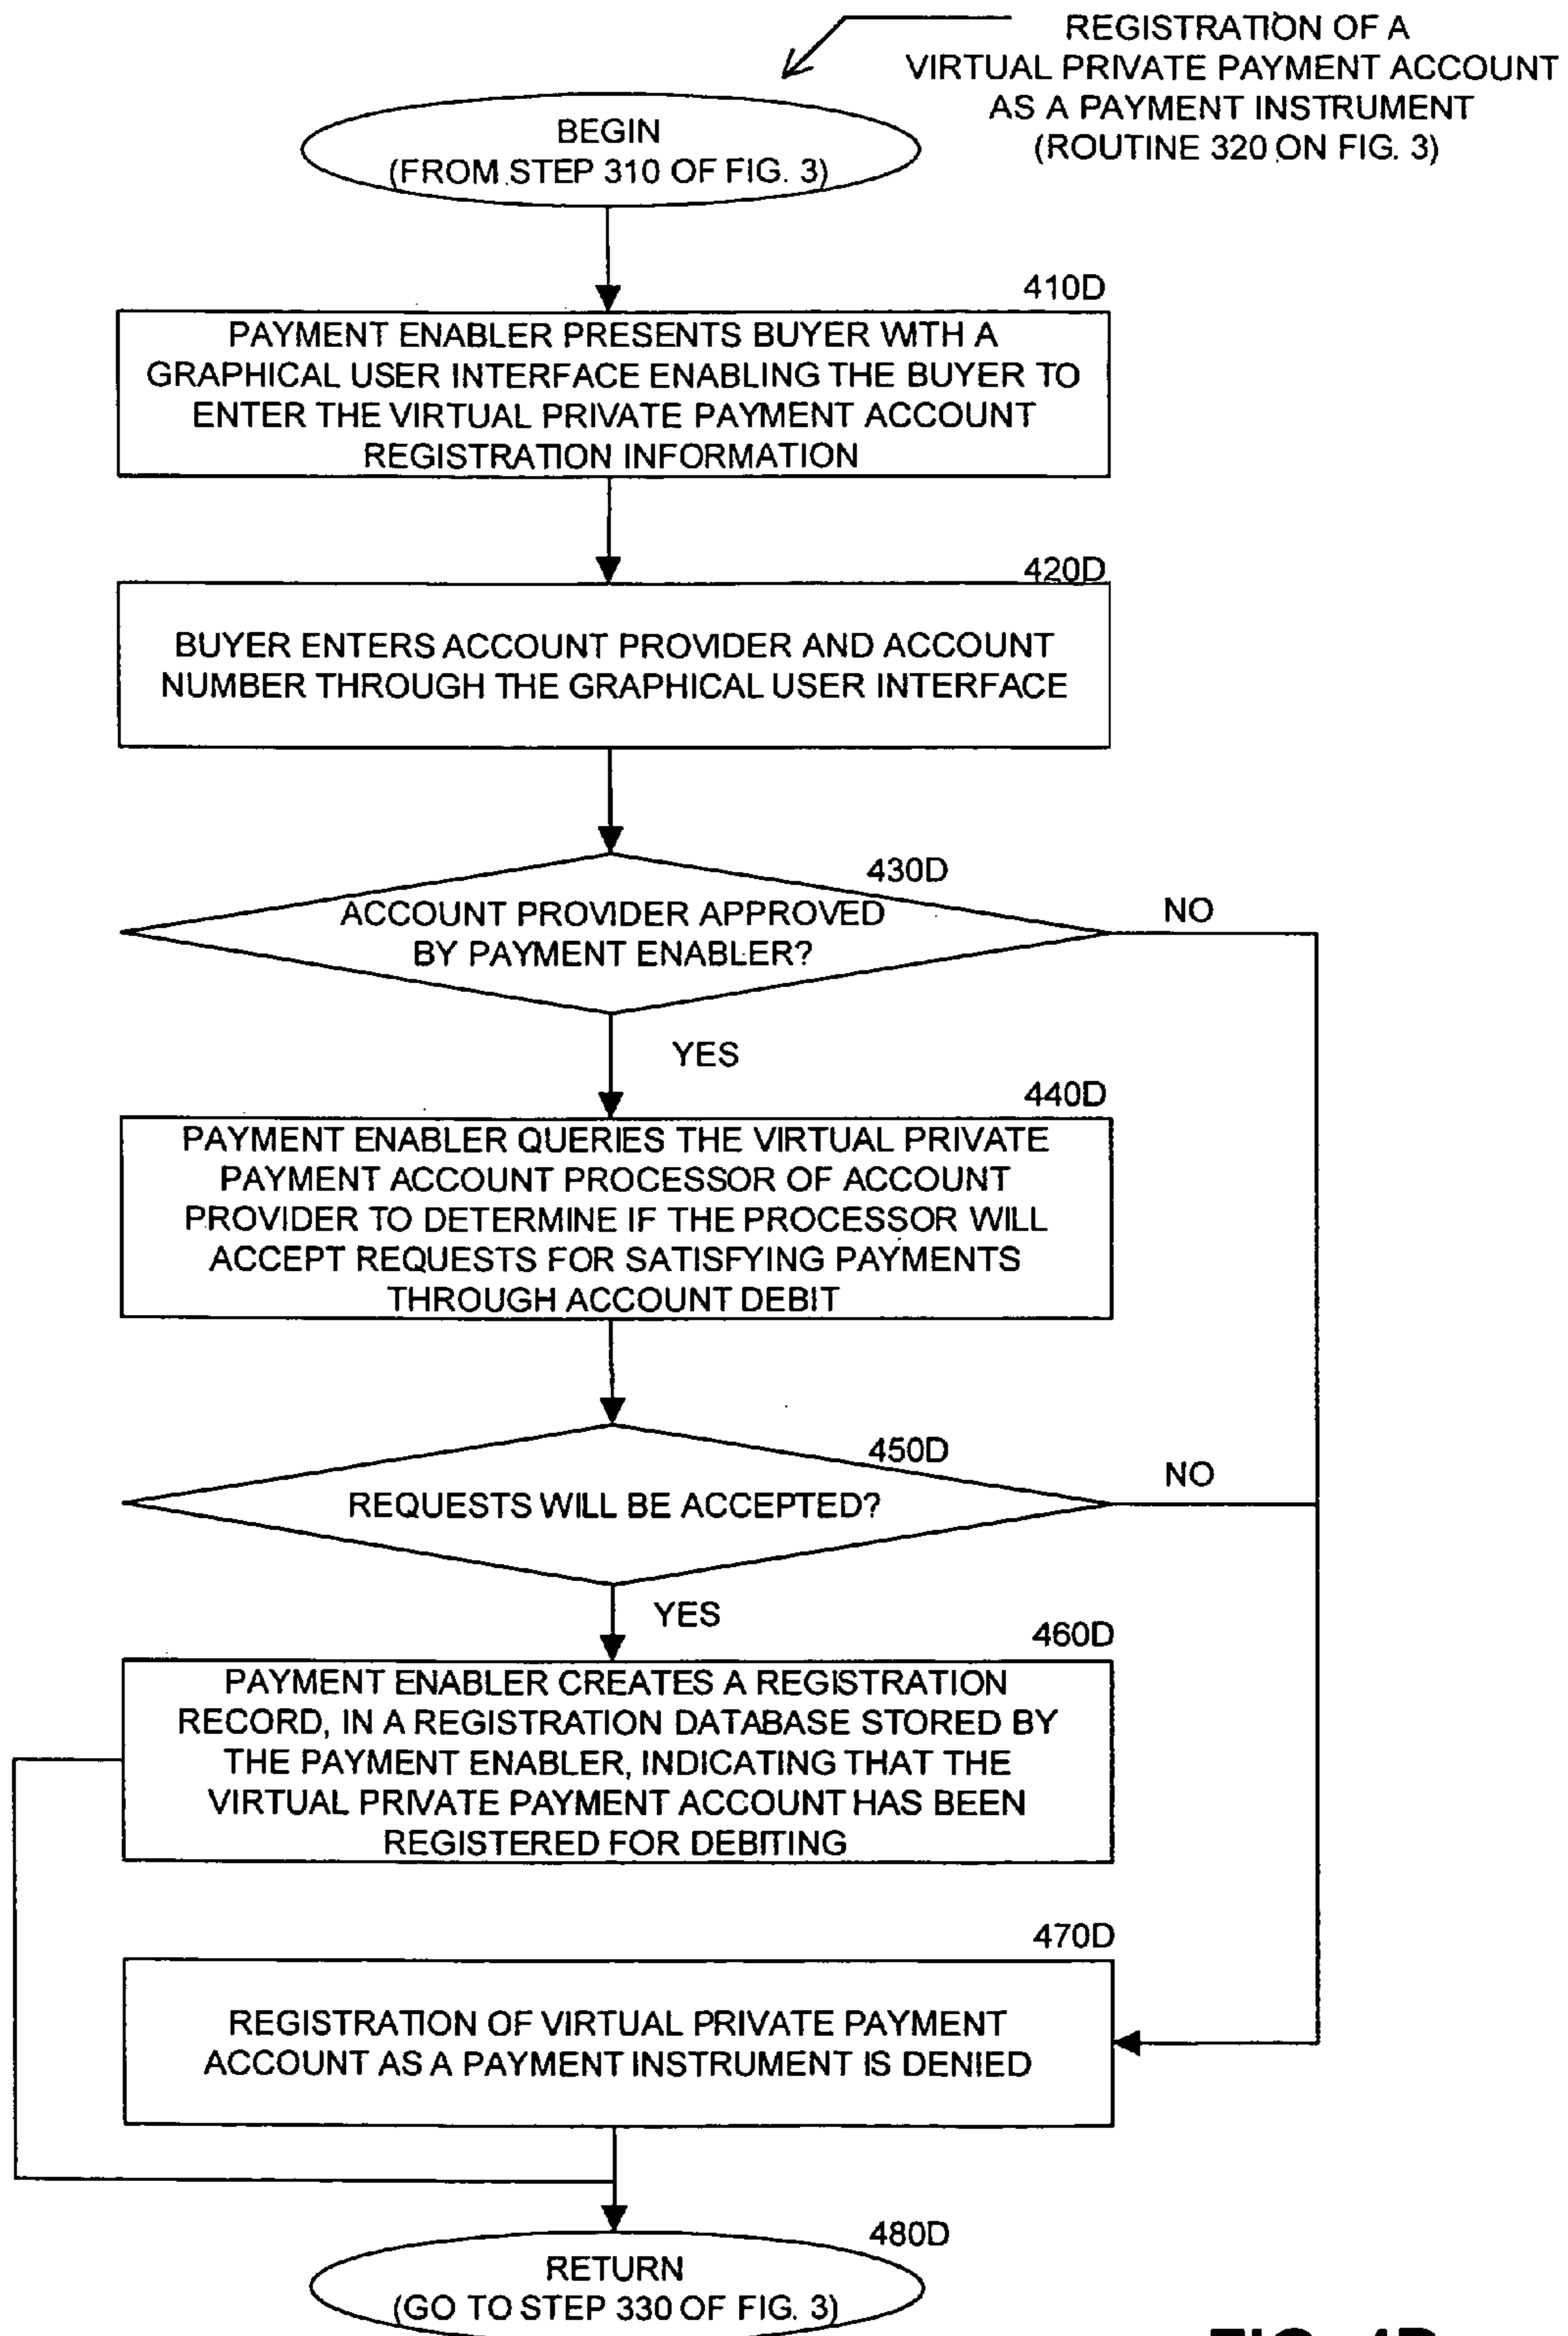 REGISTRATION OF A
VIRTUAL PRIVATE PAYMENT ACCOUNT
AS A PAYMENT INSTRUMENT
(ROUTINE 320 ON FIG. 3)
BEGIN
(FROM STEP 310 OF FIG. 3)
410D
PAYMENT ENABLER PRESENTS BUYER WITH A
GRAPHICAL USER INTERFACE ENABLING THE BUYER TO
ENTER THE VIRTUAL PRIVATE PAYMENT ACCOUNT
REGISTRATION INFORMATION
420D
BUYER ENTERS ACCOUNT PROVIDER AND ACCOUNT
NUMBER THROUGH THE GRAPHICAL USER INTERFACE
430D
ACCOUNT PROVIDER APPROVED
BY PAYMENT ENABLER?
NO
YES
440D
PAYMENT ENABLER QUERIES THE VIRTUAL PRIVATE
PAYMENT ACCOUNT PROCESSOR OF ACCOUNT
PROVIDER TO DETERMINE IF THE PROCESSOR WILL
ACCEPT REQUESTS FOR SATISFYING PAYMENTS
THROUGH ACCOUNT DEBIT
450D
REQUESTS WILL BE ACCEPTED?
NO
YES
460D
PAYMENT ENABLER CREATES A REGISTRATION
RECORD, IN A REGISTRATION DATABASE STORED BY
THE PAYMENT ENABLER, INDICATING THAT THE
VIRTUAL PRIVATE PAYMENT ACCOUNT HAS BEEN
REGISTERED FOR DEBITING
470D
REGISTRATION OF VIRTUAL PRIVATE PAYMENT
ACCOUNT AS A PAYMENT INSTRUMENT IS DENIED
480D
RETURN
(GO TO STEP 330 OF FIG. 3)